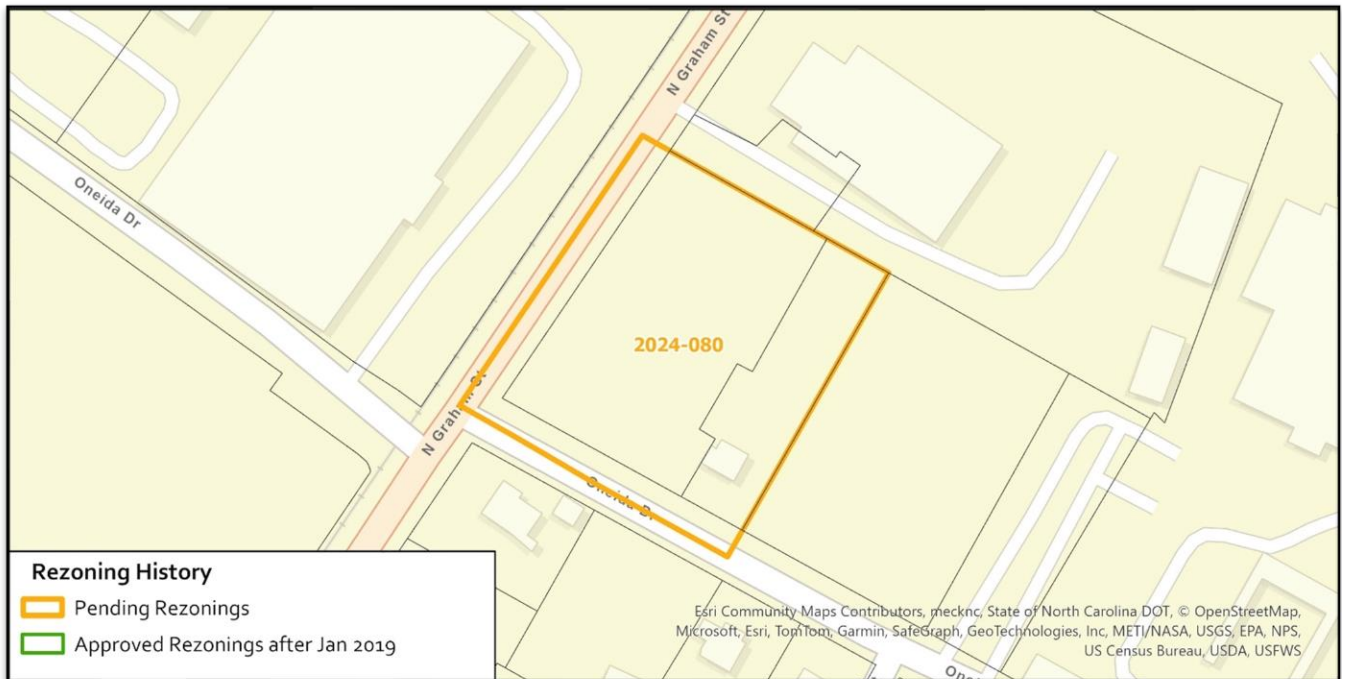 N Graham St
Oneida Dr
2024-080
N Graham St
Oneida Dr
Rezoning History
Pending Rezonings
Approved Rezonings after Jan 2019
Esri Community Maps Contributors, mecknc, State of North Carolina DOT, © OpenStreetMap,
Microsoft, Esri, TomTom, Garmin, SafeGraph, GeoTechnologies, Inc, METI/NASA, USGS, EPA, NPS,
US Census Bureau, USDA, USFWS